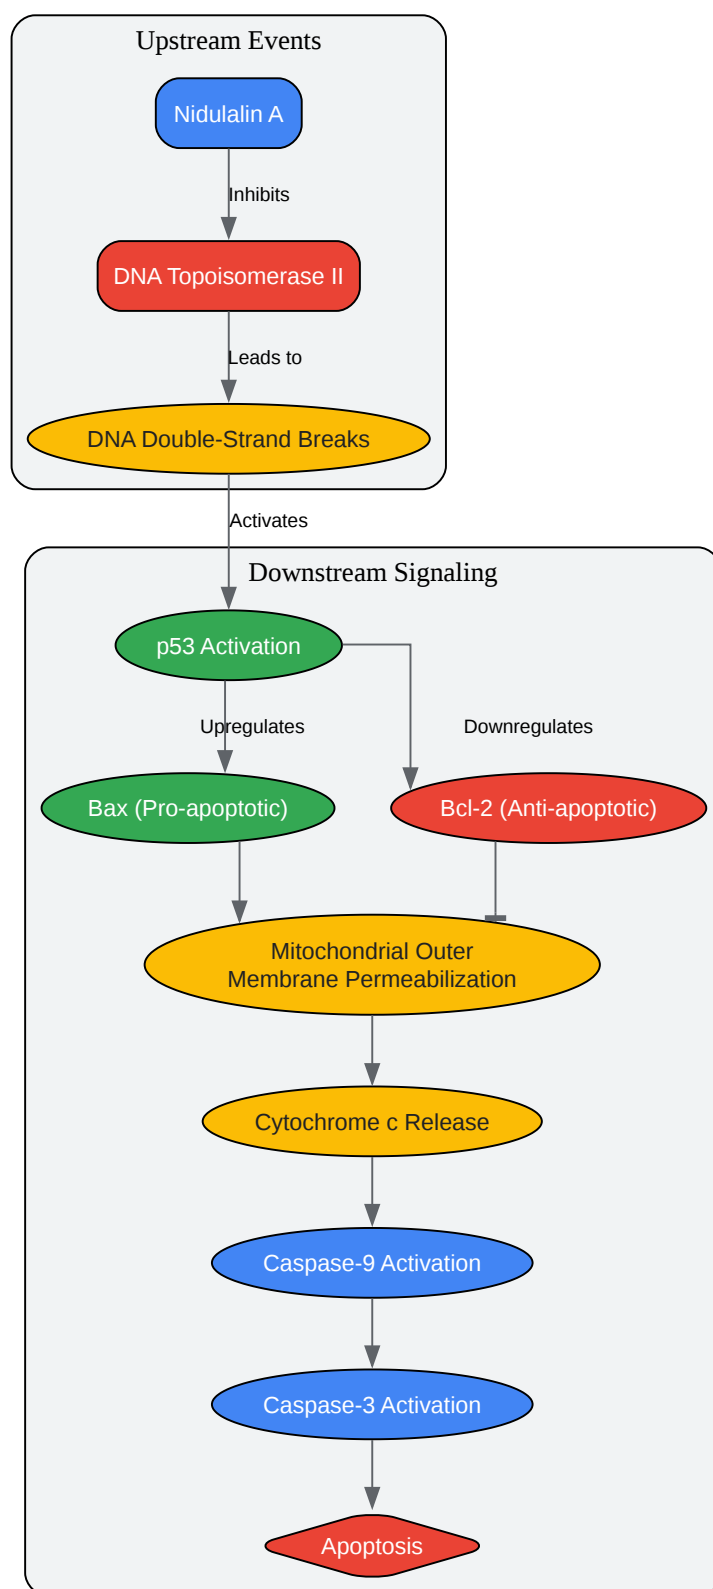 Upstream Events
Nidulalin A
Inhibits
DNA Topoisomerase II
Leads to
DNA Double-Strand Breaks
Activates
Downstream Signaling
p53 Activation
Upregulates
Downregulates
Bax (Pro-apoptotic)
Bcl-2 (Anti-apoptotic)
Mitochondrial Outer
Membrane Permeabilization
Cytochrome c Release
Caspase-9 Activation
Caspase-3 Activation
Apoptosis